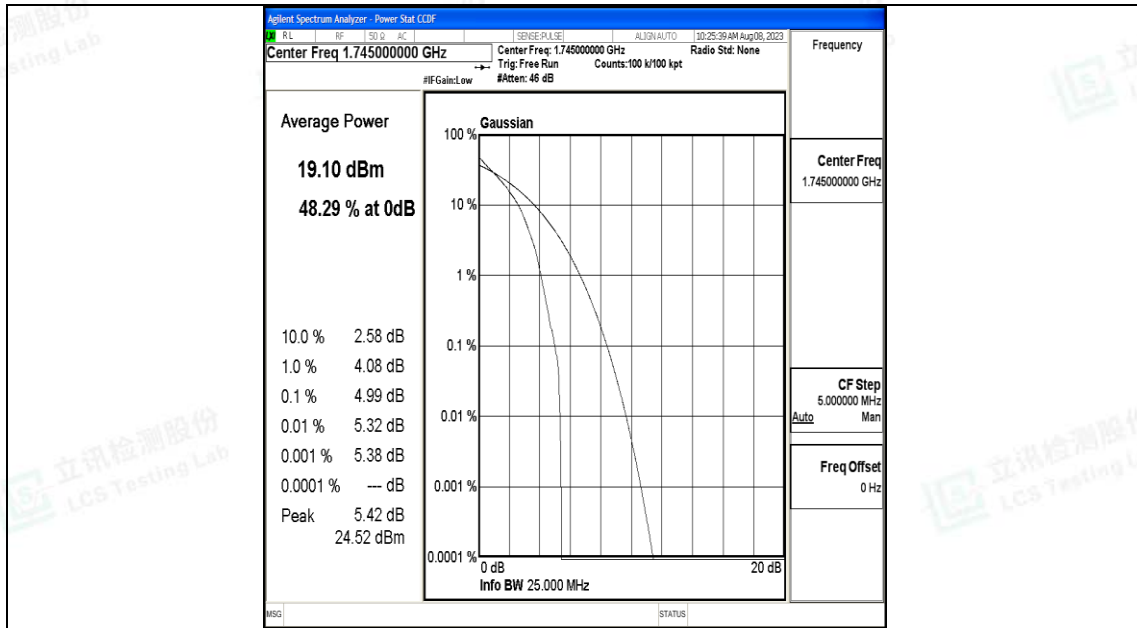 Agilent Spectrum Analyzer - Power Stat CCDF
RL RF 50 Ω AC SENSE:PULSE ALIGN AUTO 10:25:39 AM Aug 08, 2023
Center Freq 1.745000000 GHz
Center Freq: 1.745000000 GHz Radio Std: None
Trig: Free Run Counts:100 k/100 kpt
#IFGain:Low #Atten: 46 dB
Frequency
Average Power
19.10 dBm
48.29 % at 0dB
10.0 % 2.58 dB
1.0 % 4.08 dB
0.1 % 4.99 dB
0.01 % 5.32 dB
0.001 % 5.38 dB
0.0001 % --- dB
Peak 5.42 dB
24.52 dBm
Gaussian
100 %
10 %
1 %
0.1 %
0.01 %
0.001 %
0.0001 %
0 dB 20 dB
Info BW 25.000 MHz
Center Freq
1.745000000 GHz
CF Step
5.000000 MHz
Auto Man
Freq Offset
0 Hz
MSG STATUS
立讯检测股份
LCS Testing Lab